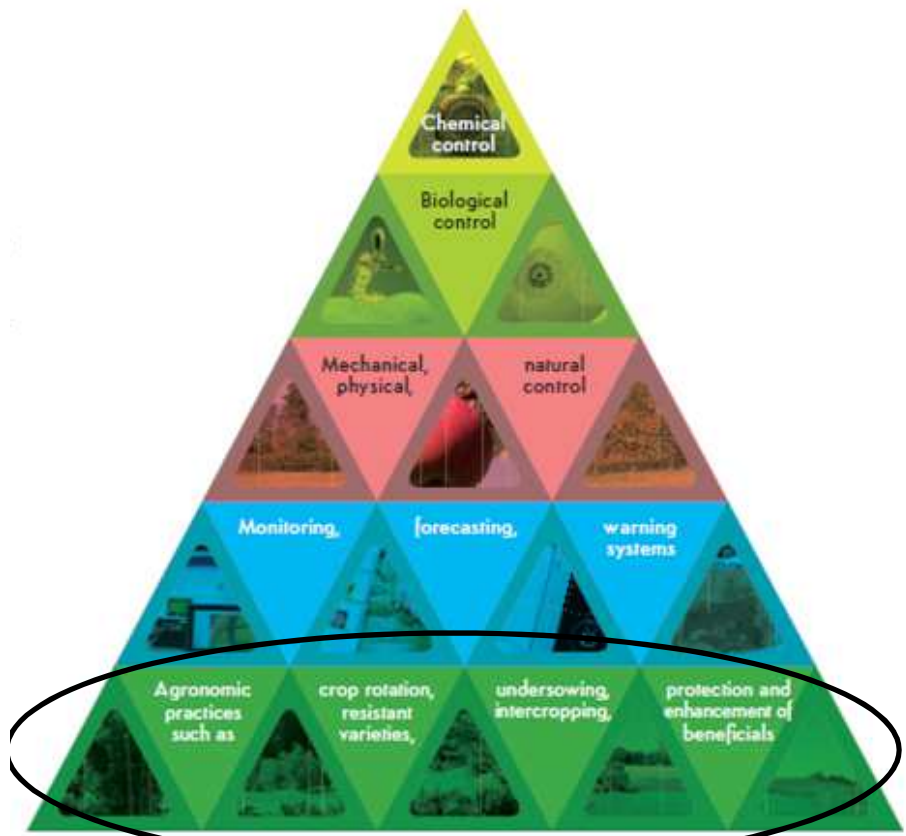 Chemical
control
Biological
control
Mechanical,
physical,
natural
control
Monitoring,
forecasting,
warning
systems
Agronomic
practices
such as
crop rotation,
resistant
varieties,
undersowing,
intercropping,
protection and
enhancement of
beneficials